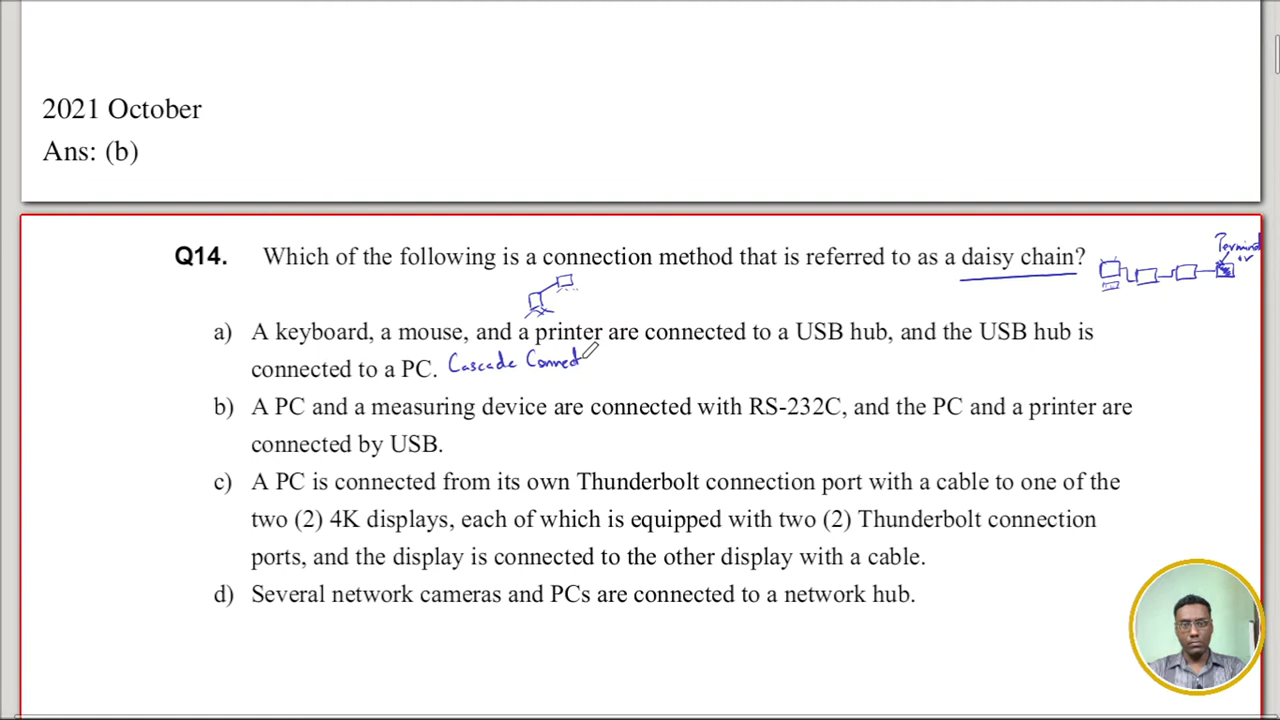 2021 October
Ans: (b)
Q14. Which of the following is a connection method that is referred to as a daisy chain?
a) A keyboard, a mouse, and a printer are connected to a USB hub, and the USB hub is
connected to a PC. Cascade Connect
b) A PC and a measuring device are connected with RS-232C, and the PC and a printer are
connected by USB.
c) A PC is connected from its own Thunderbolt connection port with a cable to one of the
two (2) 4K displays, each of which is equipped with two (2) Thunderbolt connection
ports, and the display is connected to the other display with a cable.
d) Several network cameras and PCs are connected to a network hub.